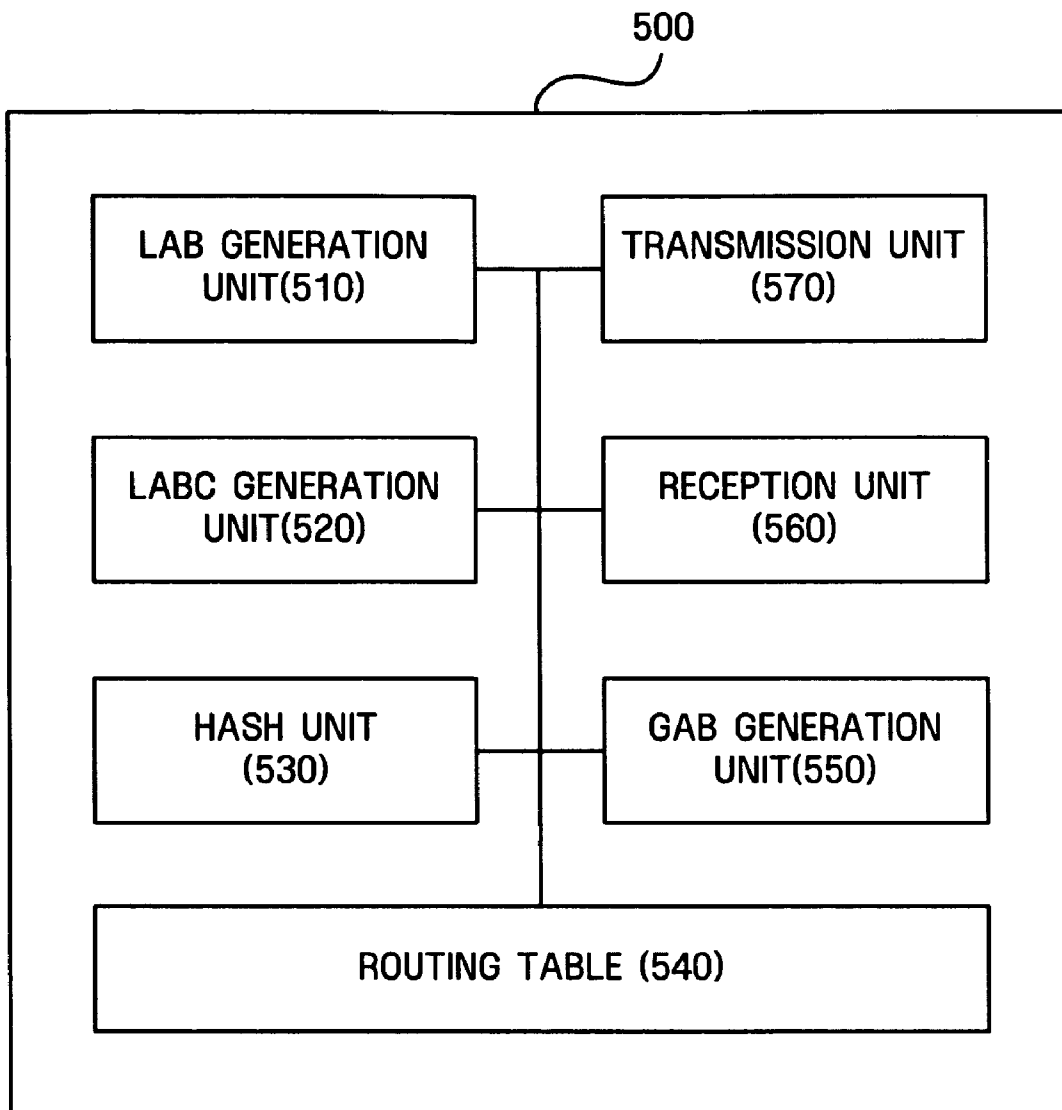 500
LAB GENERATION
UNIT(510)
TRANSMISSION UNIT
(570)
LABC GENERATION
UNIT(520)
RECEPTION UNIT
(560)
HASH UNIT
(530)
GAB GENERATION
UNIT(550)
ROUTING TABLE (540)